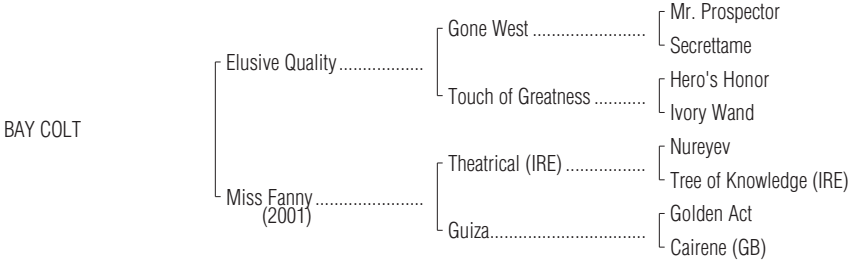 Mr. Prospector
Gone West ........................
Secrettame
Elusive Quality..................
Hero's Honor
Touch of Greatness ...........
Ivory Wand
BAY COLT
Nureyev
Theatrical (IRE) .................
Tree of Knowledge (IRE)
Miss Fanny.......................
(2001)
Golden Act
Guiza.................................
Cairene (GB)